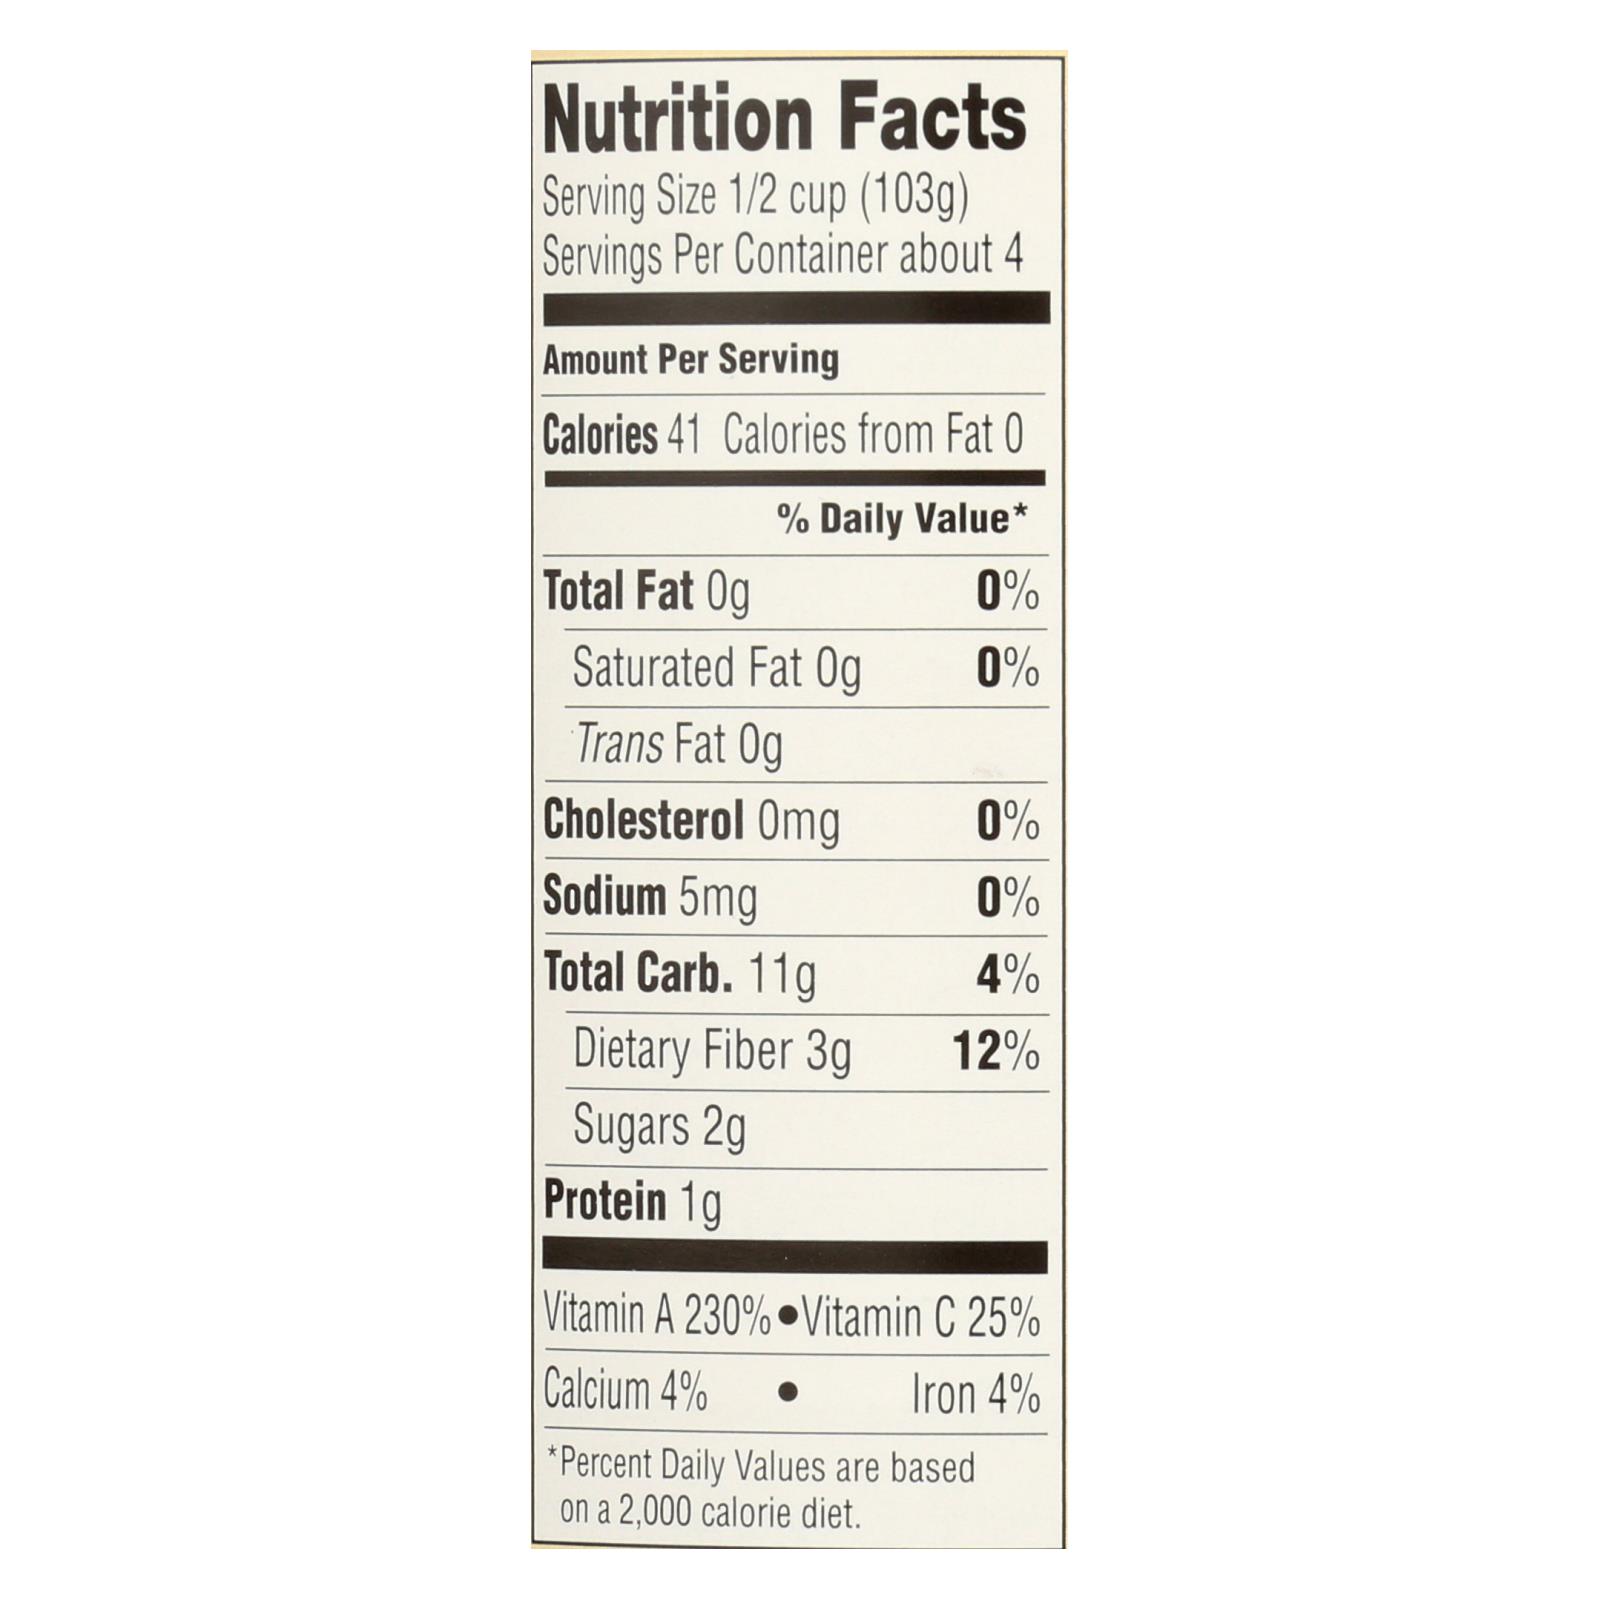 Nutrition Facts
Serving Size 1/2 cup (103g)
Servings Per Container about 4
Amount Per Serving
Calories 41 Calories from Fat 0
% Daily Value*
Total Fat 0g 0%
Saturated Fat 0g 0%
Trans Fat 0g
Cholesterol 0mg 0%
Sodium 5mg 0%
Total Carb. 11g 4%
Dietary Fiber 3g 12%
Sugars 2g
Protein 1g
Vitamin A 230% • Vitamin C 25%
Calcium 4% • Iron 4%
*Percent Daily Values are based
on a 2,000 calorie diet.